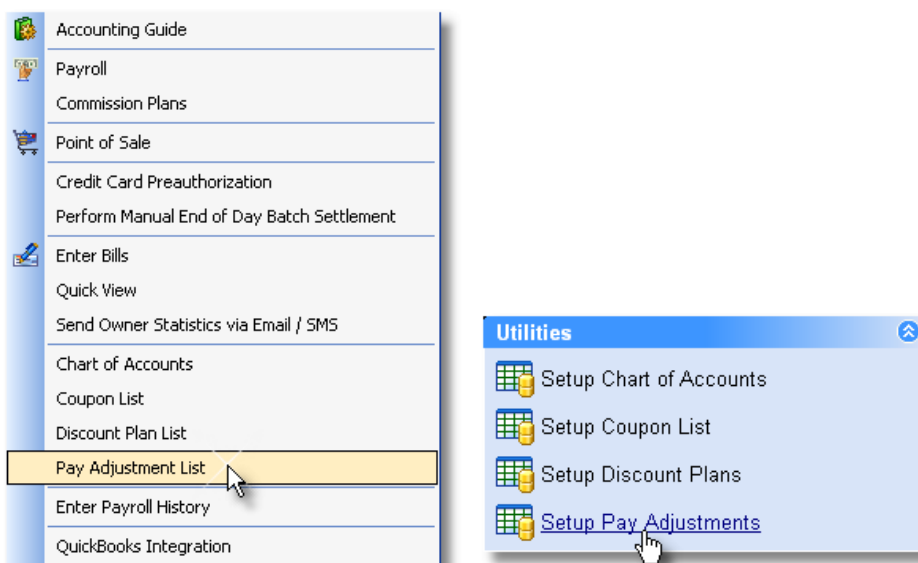 Accounting Guide
Payroll
Commission Plans
Point of Sale
Credit Card Preauthorization
Perform Manual End of Day Batch Settlement
Enter Bills
Quick View
Send Owner Statistics via Email / SMS
Chart of Accounts
Coupon List
Discount Plan List
Pay Adjustment List
Enter Payroll History
QuickBooks Integration
Utilities
Setup Chart of Accounts
Setup Coupon List
Setup Discount Plans
Setup Pay Adjustments